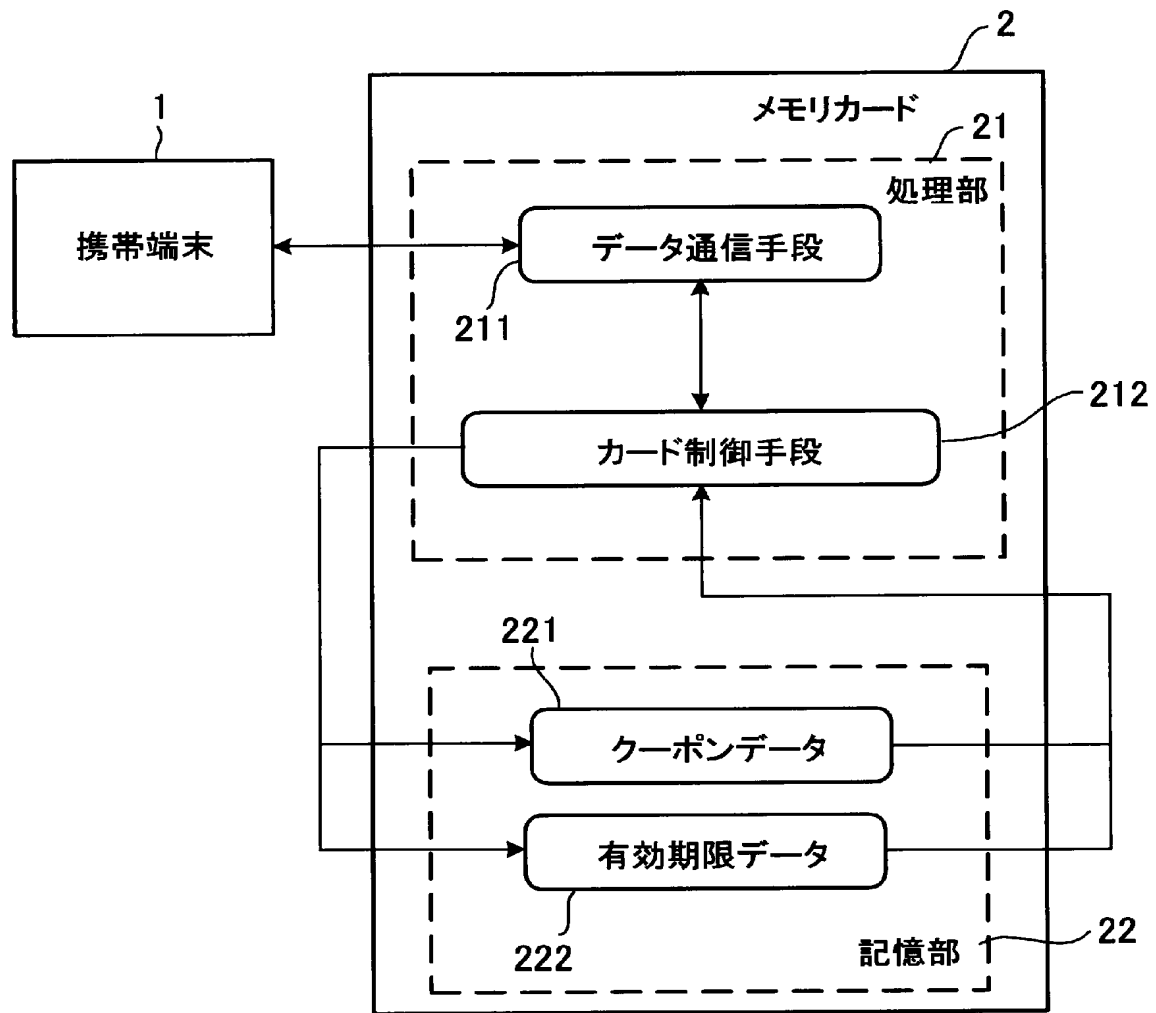 2
1
メモリカード
21
処理部
携帯端末
データ通信手段
211
212
カード制御手段
221
クーポンデータ
有効期限データ
222
22
記憶部